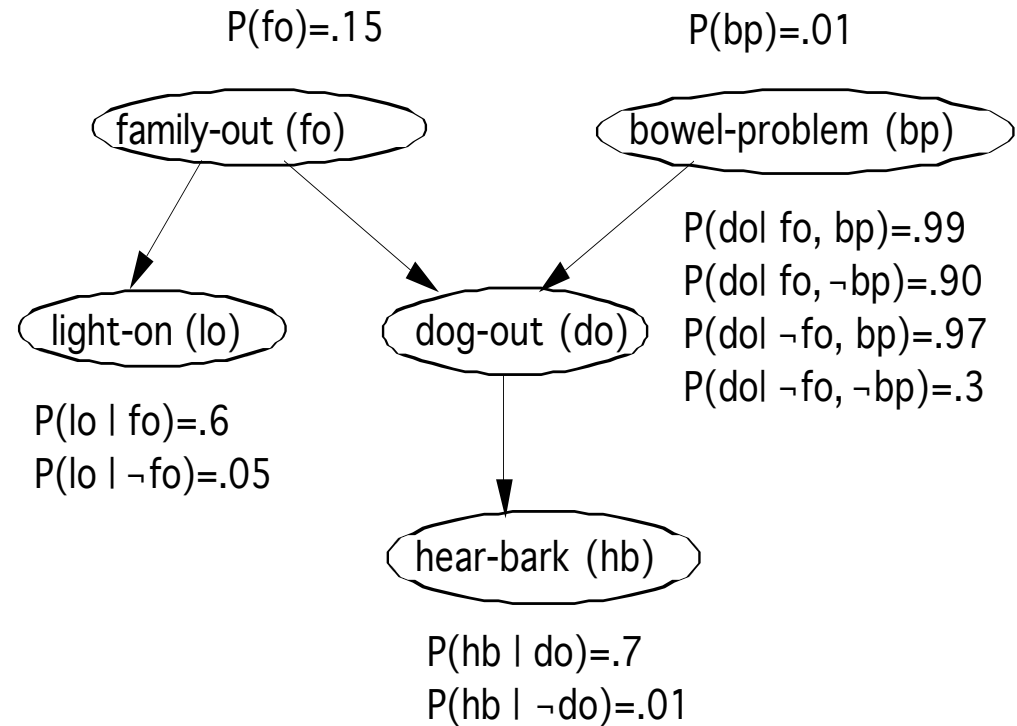 P(fo)=.15
P(bp)=.01
family-out (fo)
bowel-problem (bp)
P(do| fo, bp)=.99
P(do| fo, ¬bp)=.90
P(do| ¬fo, bp)=.97
P(do| ¬fo, ¬bp)=.3
light-on (lo)
dog-out (do)
P(lo | fo)=.6
P(lo | ¬fo)=.05
hear-bark (hb)
P(hb | do)=.7
P(hb | ¬do)=.01